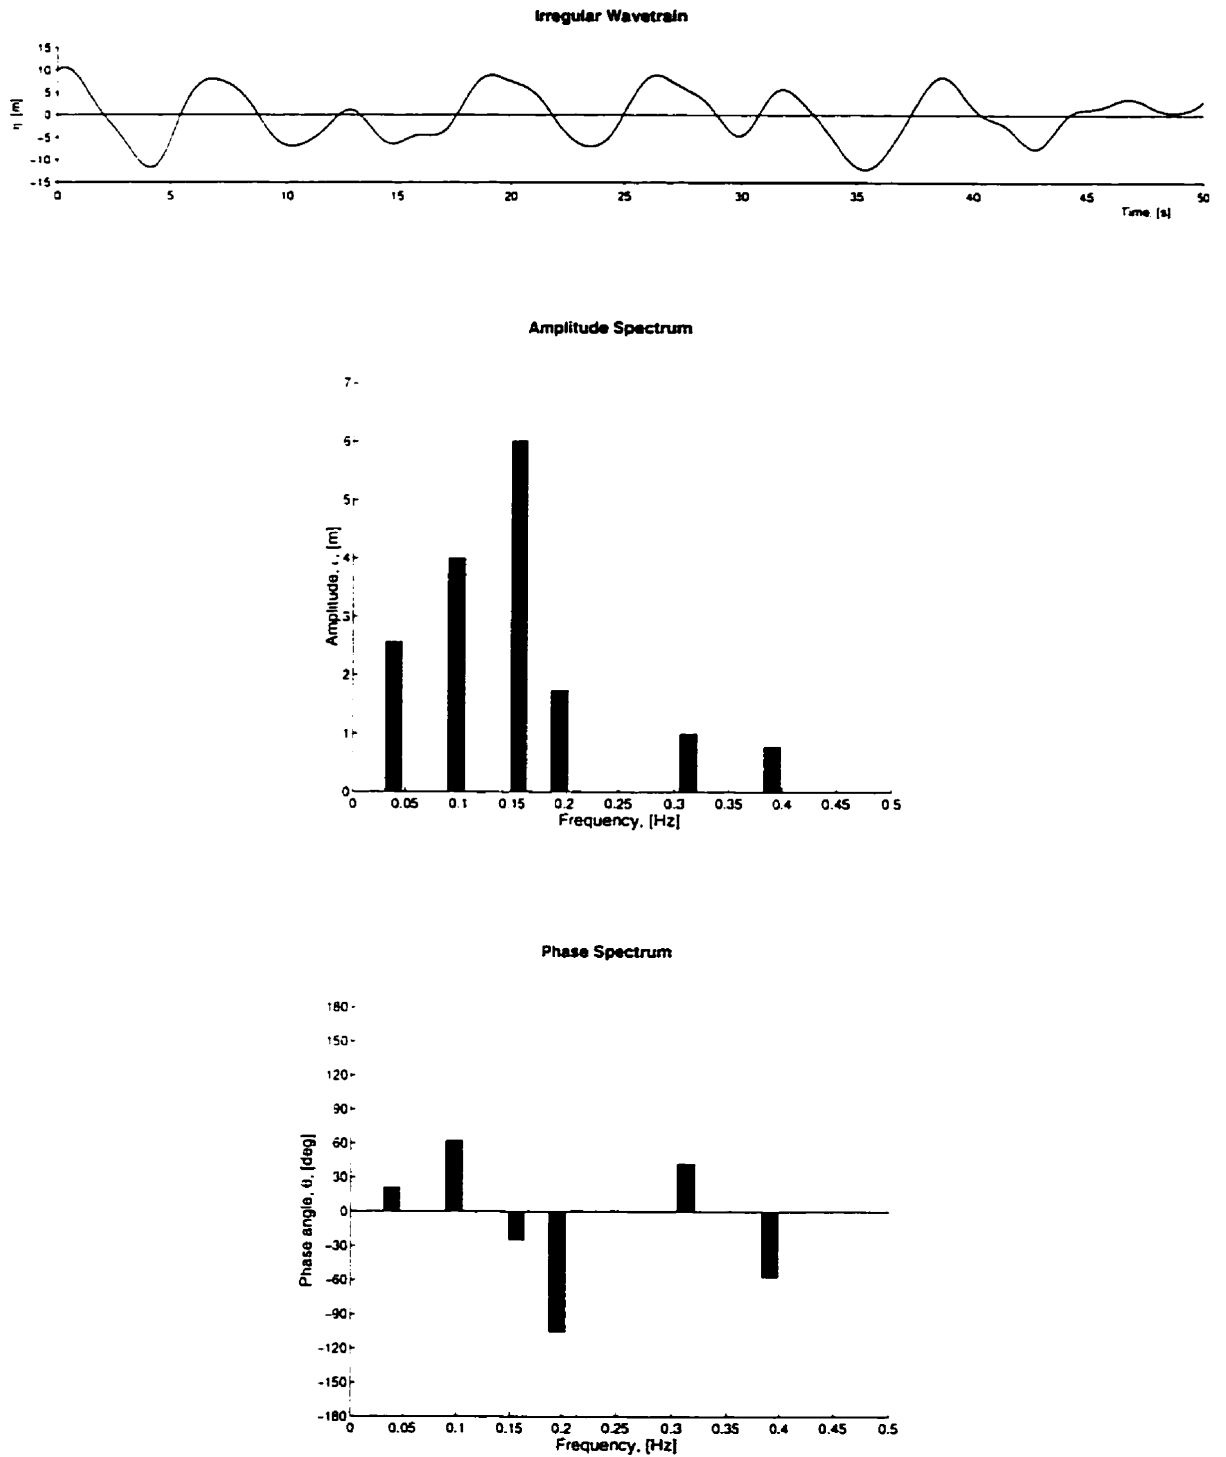 Irregular Wavetrain
15
10
5
0
-5
-10
-15
η [m]
0 5 10 15 20 25 30 35 40 45 50
Time, [s]
Amplitude Spectrum
7
6
5
4
3
2
1
0
Amplitude, [m]
0 0.05 0.1 0.15 0.2 0.25 0.3 0.35 0.4 0.45 0.5
Frequency, [Hz]
Phase Spectrum
180
150
120
90
60
30
0
-30
-60
-90
-120
-150
-180
Phase angle, θ, [deg]
0 0.05 0.1 0.15 0.2 0.25 0.3 0.35 0.4 0.45 0.5
Frequency, [Hz]